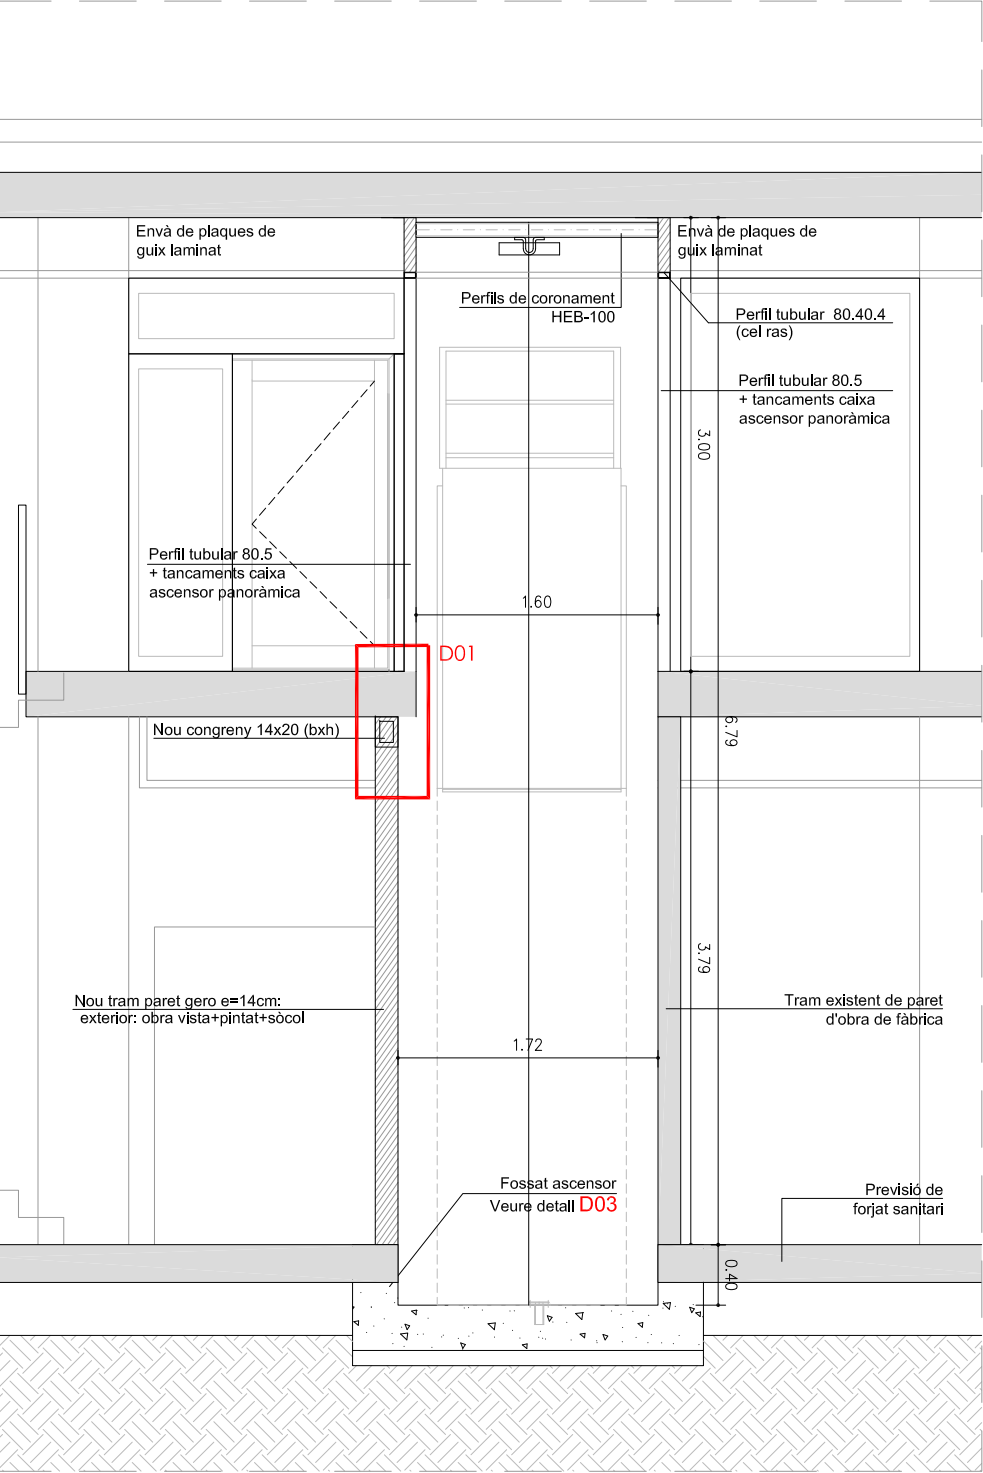 Envà de plaques de
guix laminat
Envà de plaques de
guix laminat
Perfils de coronament
HEB-100
Perfil tubular 80.40.4
(cel ras)
Perfil tubular 80.5
+ tancaments caixa
ascensor panoràmica
3.00
Perfil tubular 80.5
+ tancaments caixa
ascensor panoràmica
1.60
D01
Nou congreny 14x20 (bxh)
6.79
3.79
Nou tram paret gero e=14cm:
exterior: obra vista+pintat+sòcol
Tram existent de paret
d'obra de fàbrica
1.72
Fossat ascensor
Veure detall D03
Previsió de
forjat sanitari
0.40